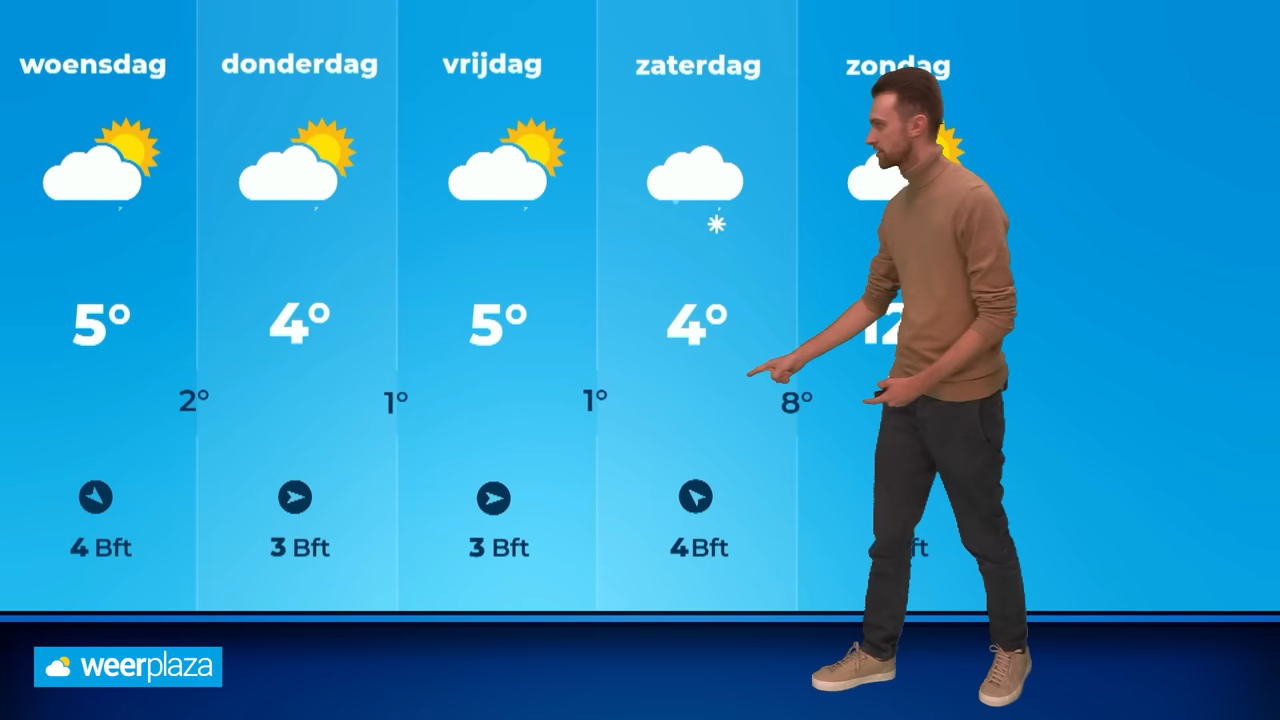 woensdag donderdag vrijdag zaterdag zondag
5° 4° 5° 4° 12
2° 1° 1° 8°
4 Bft 3 Bft 3 Bft 4 Bft
weerplaza